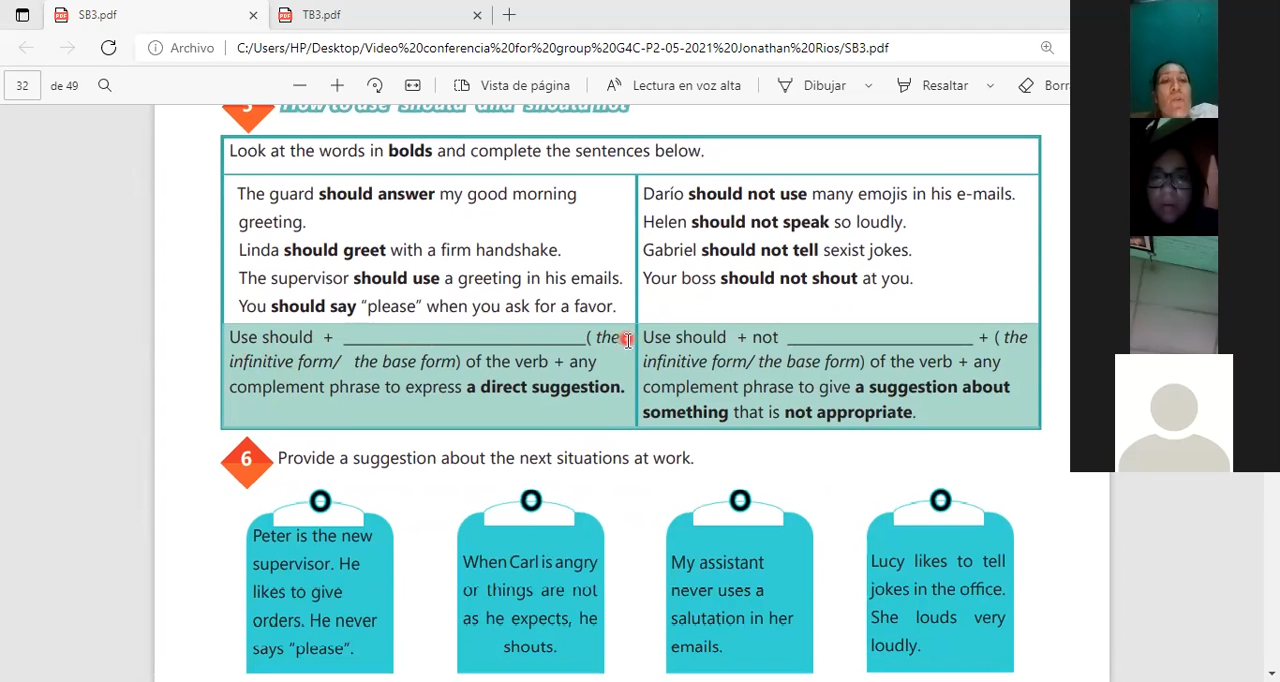 SB3.pdf
TB3.pdf
Archivo
C:/Users/HP/Desktop/Video%20conferencia%20for%20group%20G4C-P2-05-2021%20Jonathan%20Rios/SB3.pdf
32 de 49
Vista de página
Lectura en voz alta
Dibujar
Resaltar
Borra
How to use should and should not
Look at the words in bolds and complete the sentences below.
The guard should answer my good morning
greeting.
Linda should greet with a firm handshake.
The supervisor should use a greeting in his emails.
You should say “please” when you ask for a favor.
Darío should not use many emojis in his e-mails.
Helen should not speak so loudly.
Gabriel should not tell sexist jokes.
Your boss should not shout at you.
Use should + ____________________________( the
infinitive form/ the base form) of the verb + any
complement phrase to express a direct suggestion.
Use should + not _____________________ + ( the
infinitive form/ the base form) of the verb + any
complement phrase to give a suggestion about
something that is not appropriate.
6 Provide a suggestion about the next situations at work.
Peter is the new
supervisor. He
likes to give
orders. He never
says “please”.
When Carl is angry
or things are not
as he expects, he
shouts.
My assistant
never uses a
salutation in her
emails.
Lucy likes to tell
jokes in the office.
She louds very
loudly.